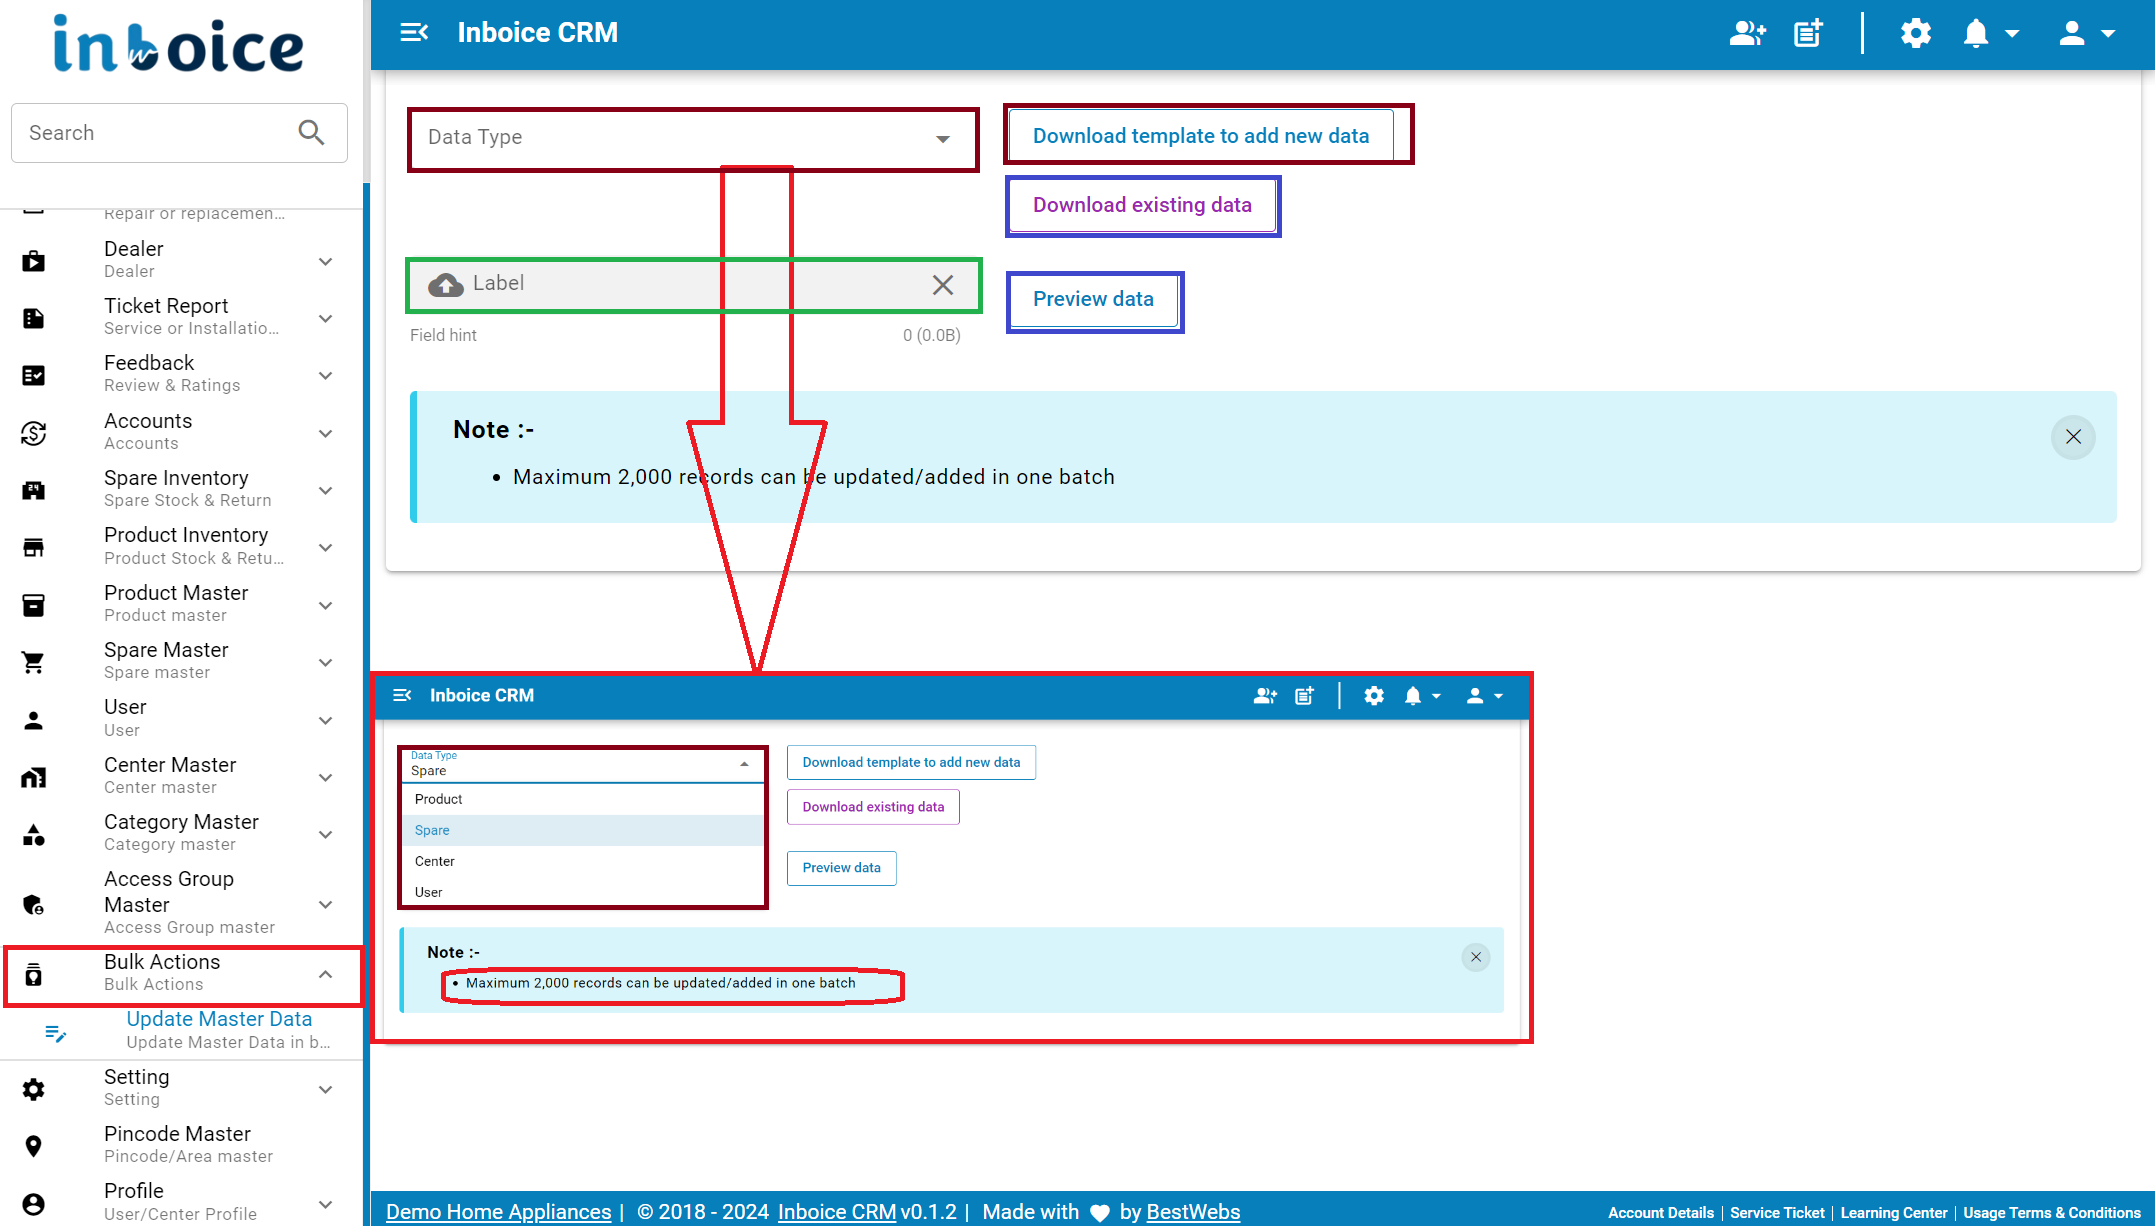 inboice
Search
Repair or replacemen...
Dealer
Dealer
Ticket Report
Service or Installatio...
Feedback
Review & Ratings
Accounts
Accounts
Spare Inventory
Spare Stock & Return
Product Inventory
Product Stock & Retu...
Product Master
Product master
Spare Master
Spare master
User
User
Center Master
Center master
Category Master
Category master
Access Group
Master
Access Group master
Bulk Actions
Bulk Actions
Update Master Data
Update Master Data in b...
Setting
Setting
Pincode Master
Pincode/Area master
Profile
User/Center Profile
Inboice CRM
Data Type
Download template to add new data
Download existing data
Label
Preview data
Field hint 0 (0.0B)
Note :-
• Maximum 2,000 records can be updated/added in one batch
Inboice CRM
Data Type
Spare
Product
Spare
Center
User
Download template to add new data
Download existing data
Preview data
Note :-
• Maximum 2,000 records can be updated/added in one batch
Demo Home Appliances | © 2018 - 2024 Inboice CRM v0.1.2 | Made with ♥ by BestWebs
Account Details | Service Ticket | Learning Center | Usage Terms & Conditions